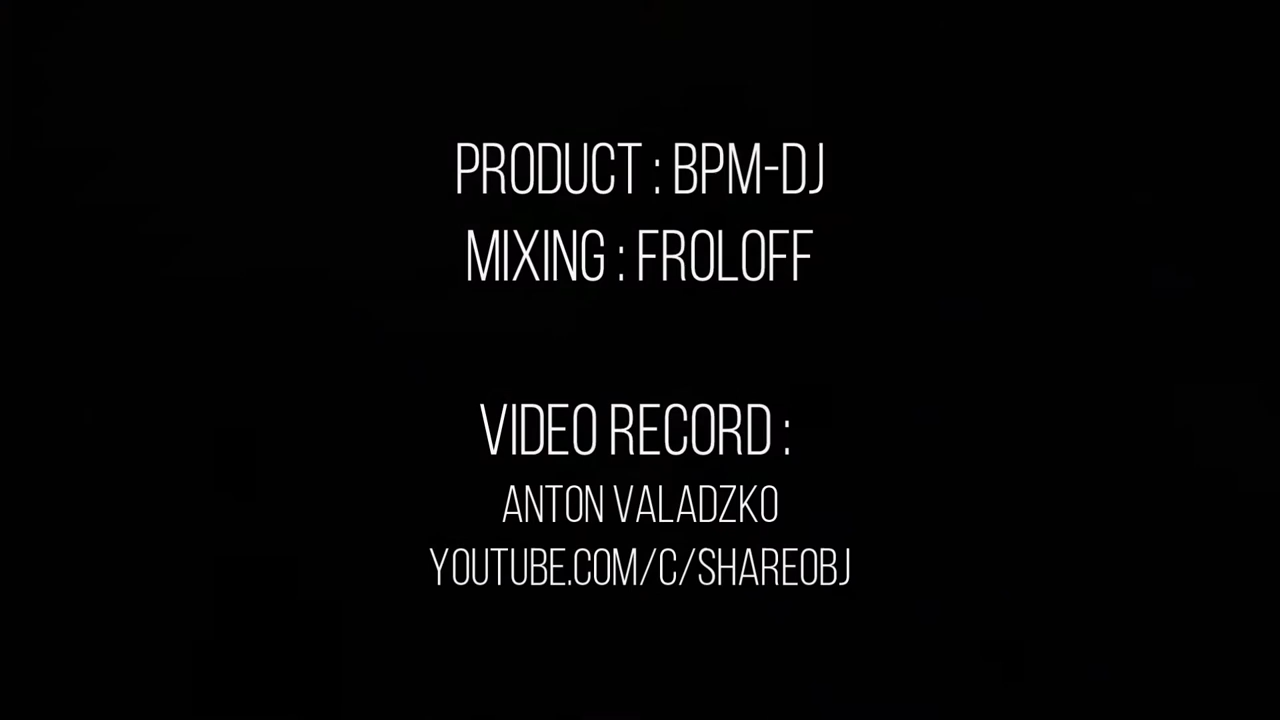 PRODUCT : BPM-DJ
MIXING : FROLOFF
VIDEO RECORD :
ANTON VALADZKO
YOUTUBE.COM/C/SHAREOBJ